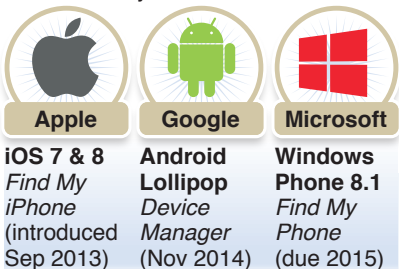 Apple
iOS 7 & 8
Find My
iPhone
(introduced
Sep 2013)
Google
Android
Lollipop
Device
Manager
(Nov 2014)
Microsoft
Windows
Phone 8.1
Find My
Phone
(due 2015)